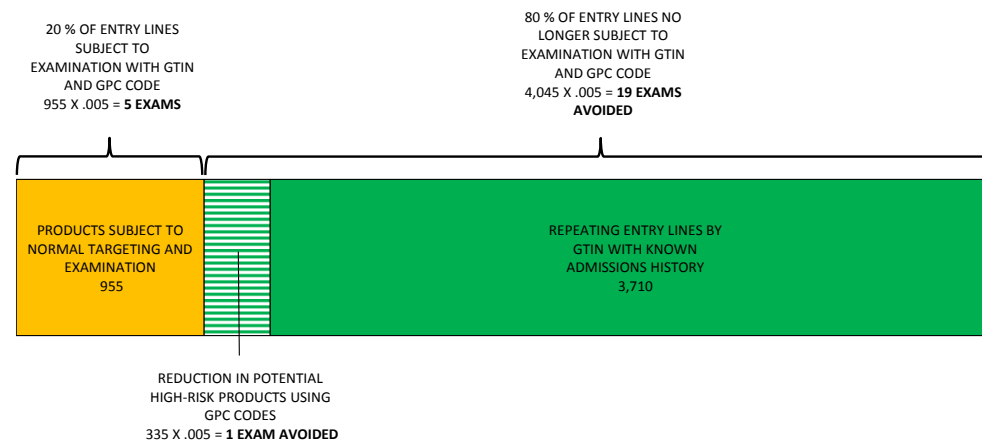 20 % OF ENTRY LINES
SUBJECT TO
EXAMINATION WITH GTIN
AND GPC CODE
955 X .005 = 5 EXAMS
80 % OF ENTRY LINES NO
LONGER SUBJECT TO
EXAMINATION WITH GTIN
AND GPC CODE
4,045 X .005 = 19 EXAMS
AVOIDED
PRODUCTS SUBJECT TO
NORMAL TARGETING AND
EXAMINATION
955
REPEATING ENTRY LINES BY
GTIN WITH KNOWN
ADMISSIONS HISTORY
3,710
REDUCTION IN POTENTIAL
HIGH-RISK PRODUCTS USING
GPC CODES
335 X .005 = 1 EXAM AVOIDED